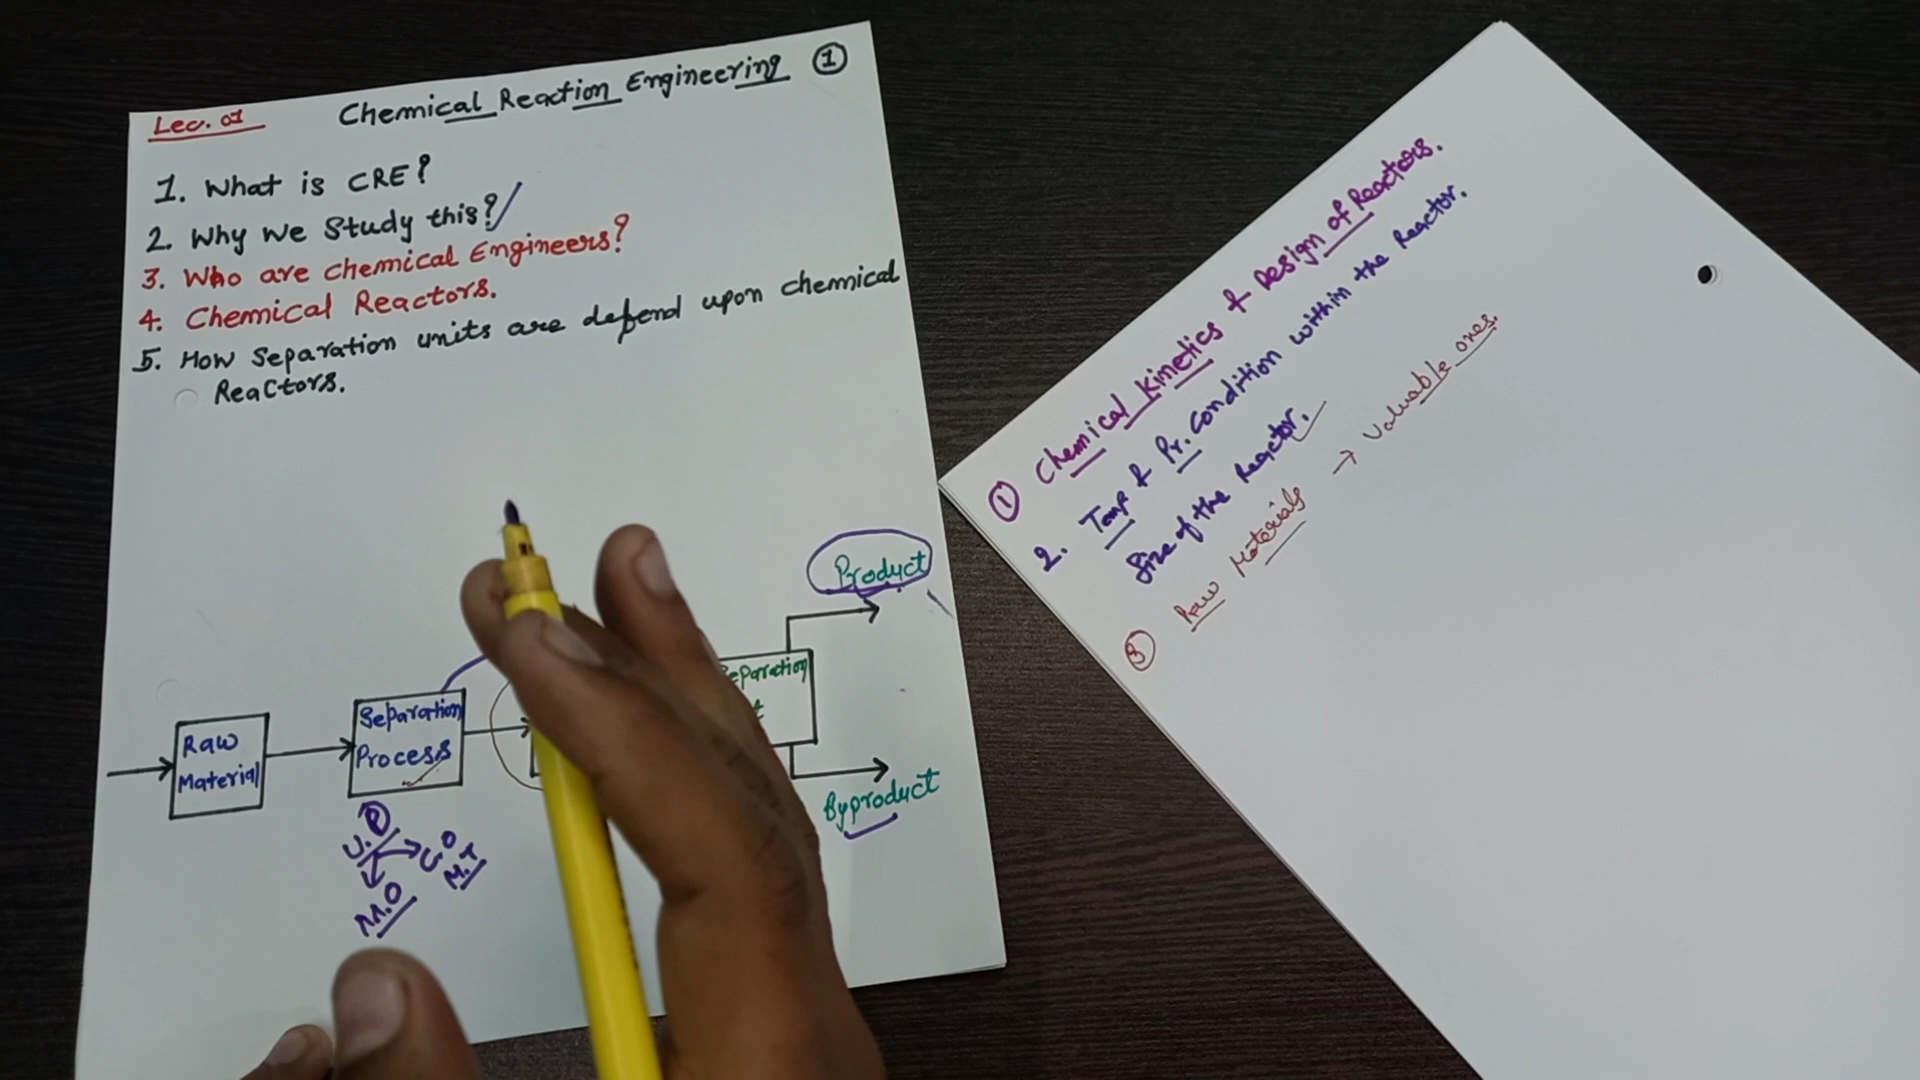 Lec. 01
Chemical Reaction Engineering ①
1. What is CRE?
2. Why we Study this?
3. Who are chemical Engineers?
4. Chemical Reactors.
5. How Separation units are depend upon chemical
Reactors.
Product
Raw
Material
Separation
Process
Separation
Byproduct
U.O
M.T
M.O
① Chemical Kinetics & Design of Reactors.
2. Temp & Pr. Condition within the Reactor.
Size of the Reactor.
③ Raw Materials → Valuable ones.